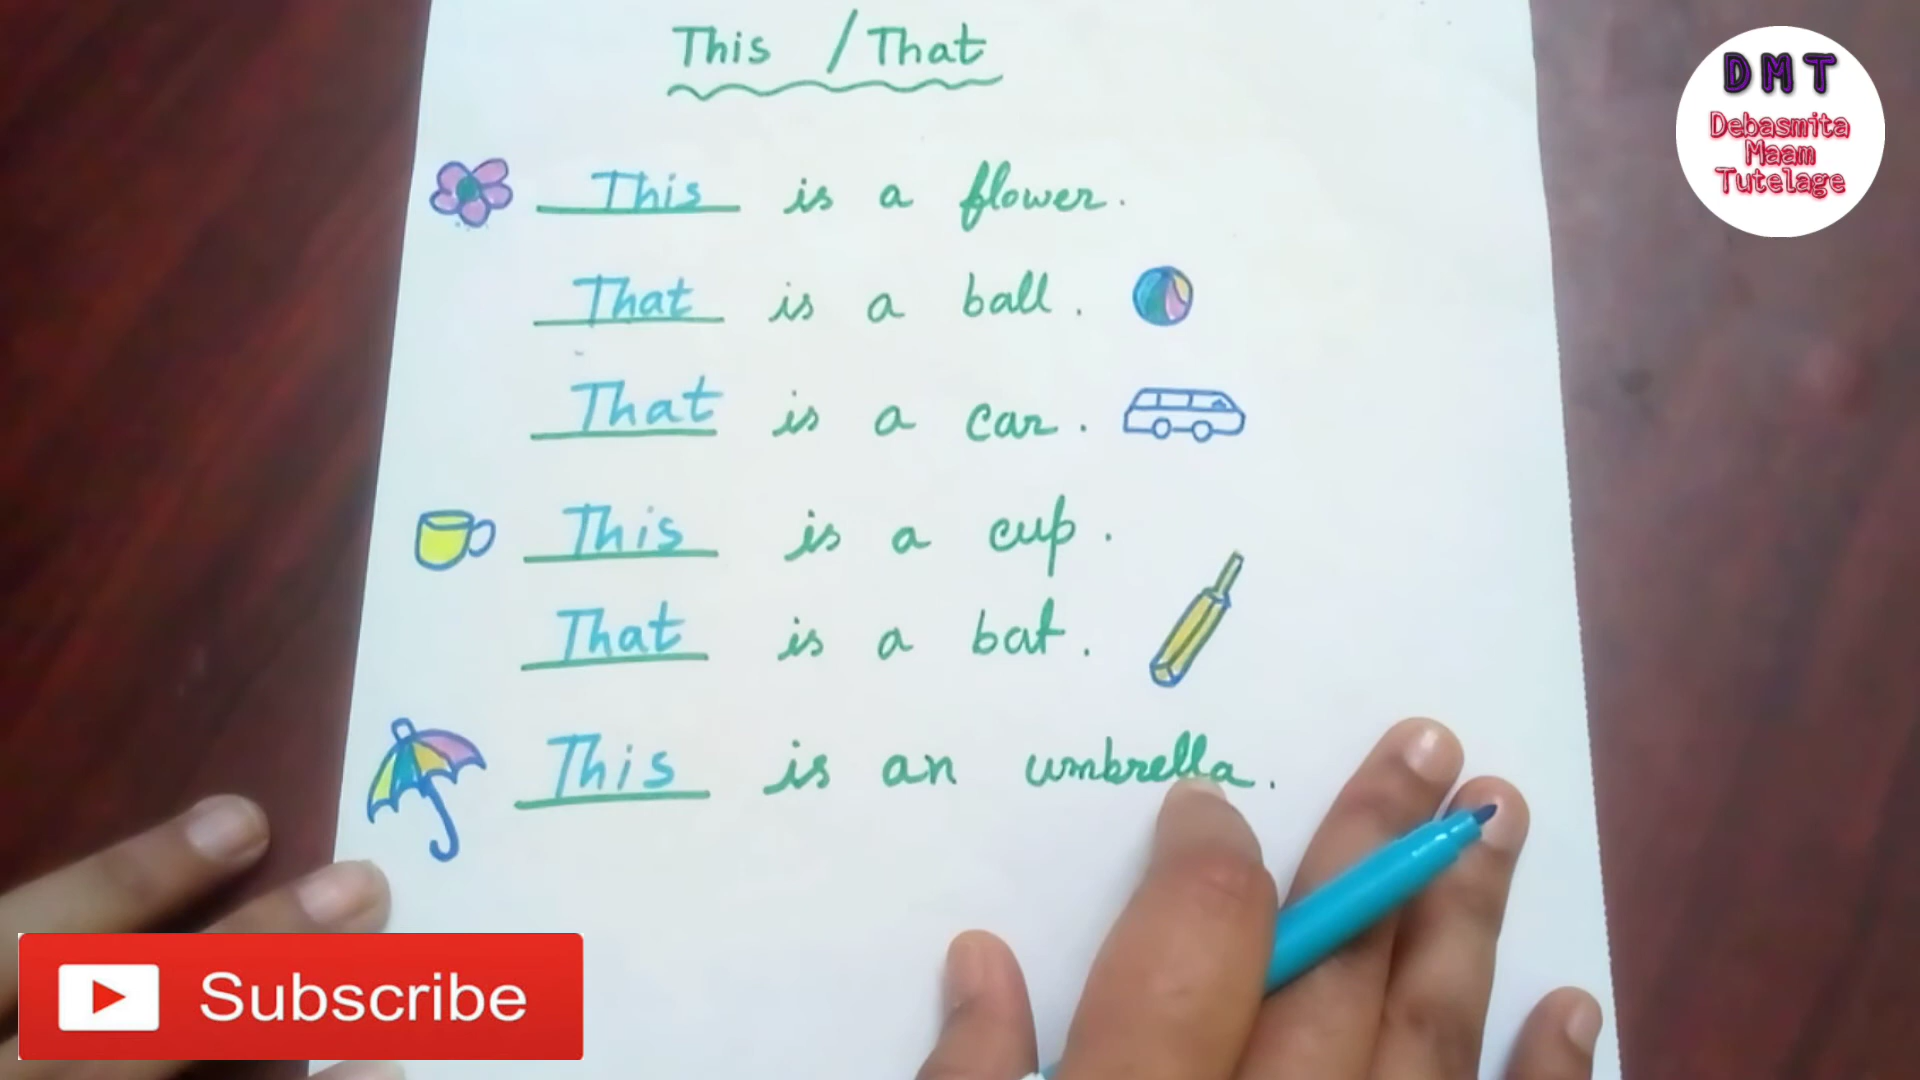 This / That
This is a flower.
That is a ball.
That is a car.
This is a cup.
That is a bat.
This is an umbrella.
DMT
Debasmita
Maam
Tutelage
Subscribe